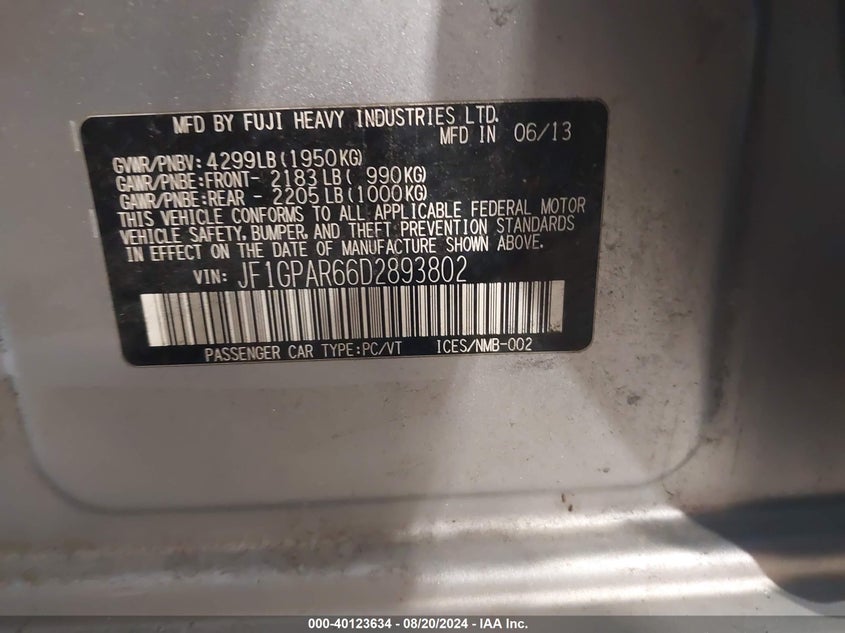 MFD BY FUJI HEAVY INDUSTRIES LTD.
MFD IN 06/13
GVWR/PNBV: 4299LB(1950KG)
GAWR/PNBE:FRONT- 2183LB( 990KG)
GAWR/PNBE:REAR - 2205LB(1000KG)
THIS VEHICLE CONFORMS TO ALL APPLICABLE FEDERAL MOTOR
VEHICLE SAFETY, BUMPER, AND THEFT PREVENTION STANDARDS
IN EFFECT ON THE DATE OF MANUFACTURE SHOWN ABOVE.
VIN: JF1GPAR66D2893802
PASSENGER CAR TYPE:PC/VT ICES/NMB-002
000-40123634 - 08/20/2024 - IAA Inc.